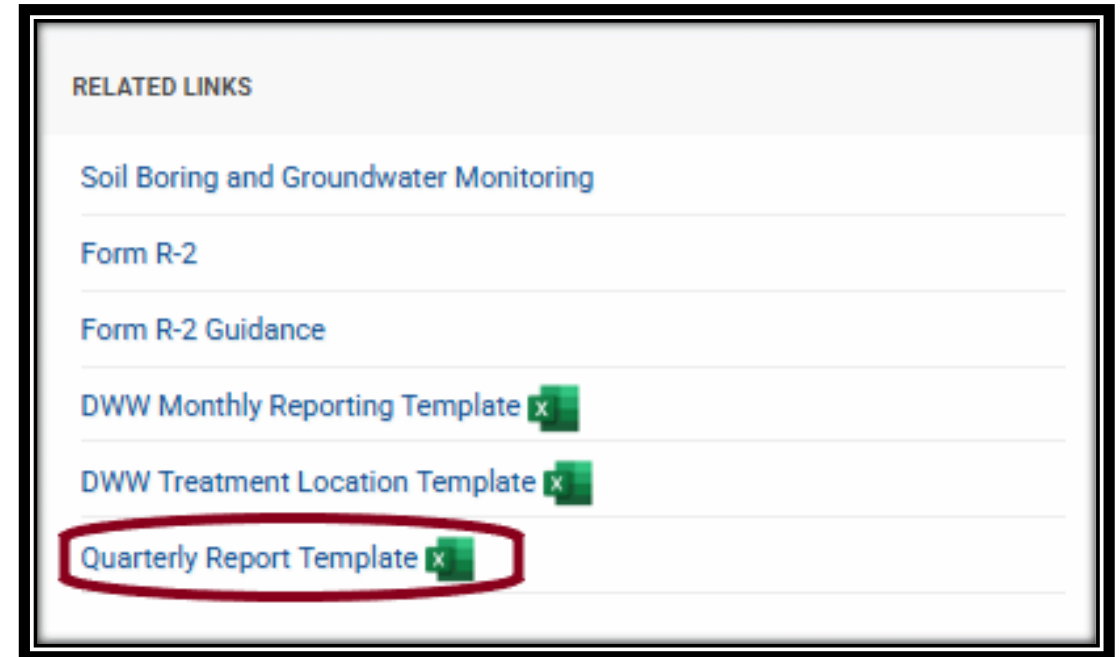 RELATED LINKS
Soil Boring and Groundwater Monitoring
Form R-2
Form R-2 Guidance
DWW Monthly Reporting Template X
DWW Treatment Location Template X
Quarterly Report Template X